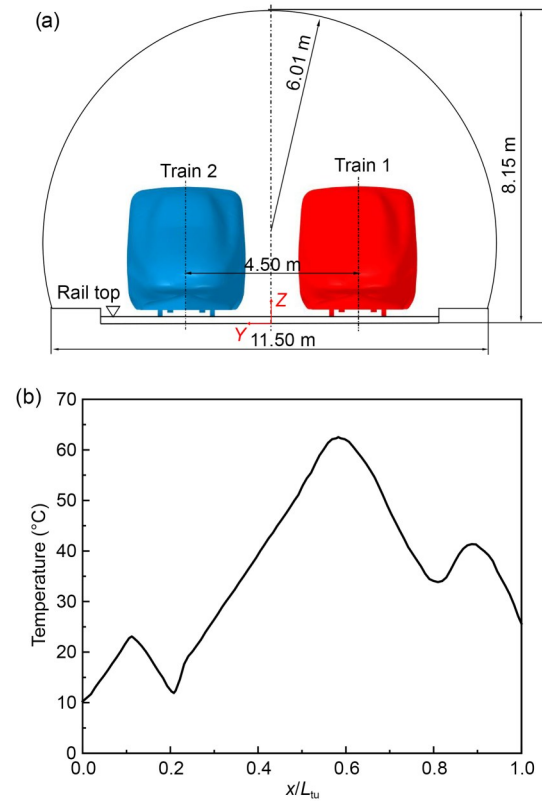 (a)
6.01 m
8.15 m
Train 2
Train 1
4.50 m
Rail top
Z
Y
11.50 m
(b)
70
60
50
40
30
20
10
0
Temperature (°C)
0.0
0.2
0.4
0.6
0.8
1.0
x/Ltu